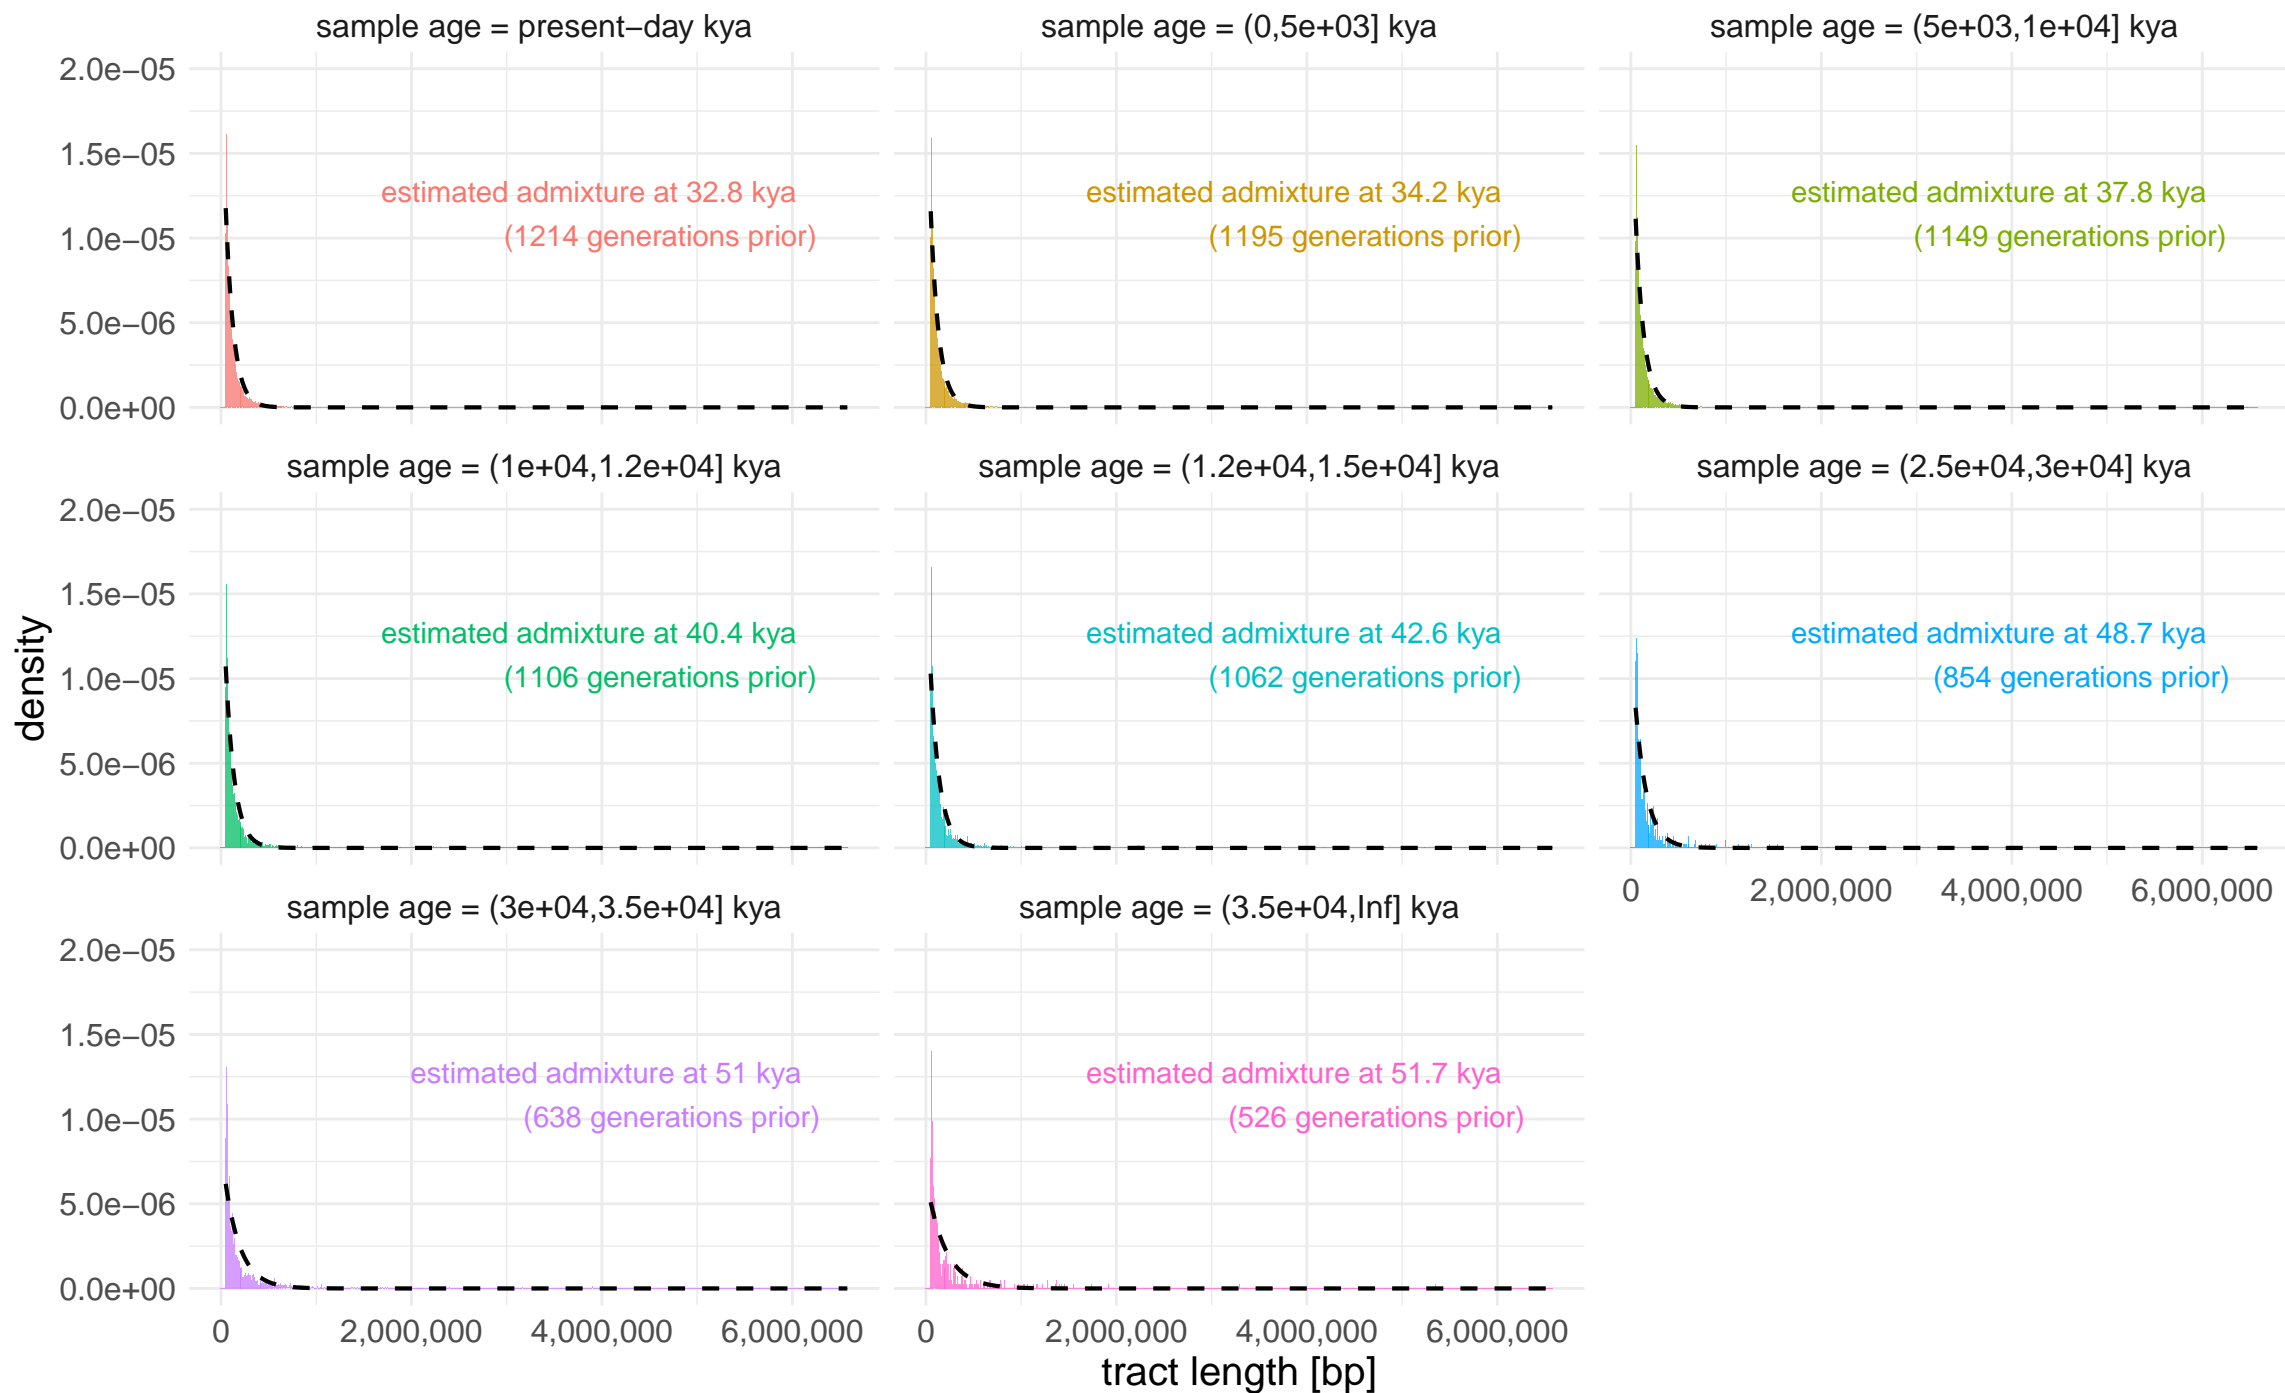 sample age = present−day kya
sample age = (0,5e+03] kya
sample age = (5e+03,1e+04] kya
2.0e−05
1.5e−05
1.0e−05
5.0e−06
0.0e+00
estimated admixture at 32.8 kya
(1214 generations prior)
estimated admixture at 34.2 kya
(1195 generations prior)
estimated admixture at 37.8 kya
(1149 generations prior)
sample age = (1e+04,1.2e+04] kya
sample age = (1.2e+04,1.5e+04] kya
sample age = (2.5e+04,3e+04] kya
2.0e−05
1.5e−05
1.0e−05
5.0e−06
0.0e+00
estimated admixture at 40.4 kya
(1106 generations prior)
estimated admixture at 42.6 kya
(1062 generations prior)
estimated admixture at 48.7 kya
(854 generations prior)
0
2,000,000
4,000,000
6,000,000
density
sample age = (3e+04,3.5e+04] kya
sample age = (3.5e+04,Inf] kya
2.0e−05
1.5e−05
1.0e−05
5.0e−06
0.0e+00
estimated admixture at 51 kya
(638 generations prior)
estimated admixture at 51.7 kya
(526 generations prior)
0
2,000,000
4,000,000
6,000,000
0
2,000,000
4,000,000
6,000,000
tract length [bp]